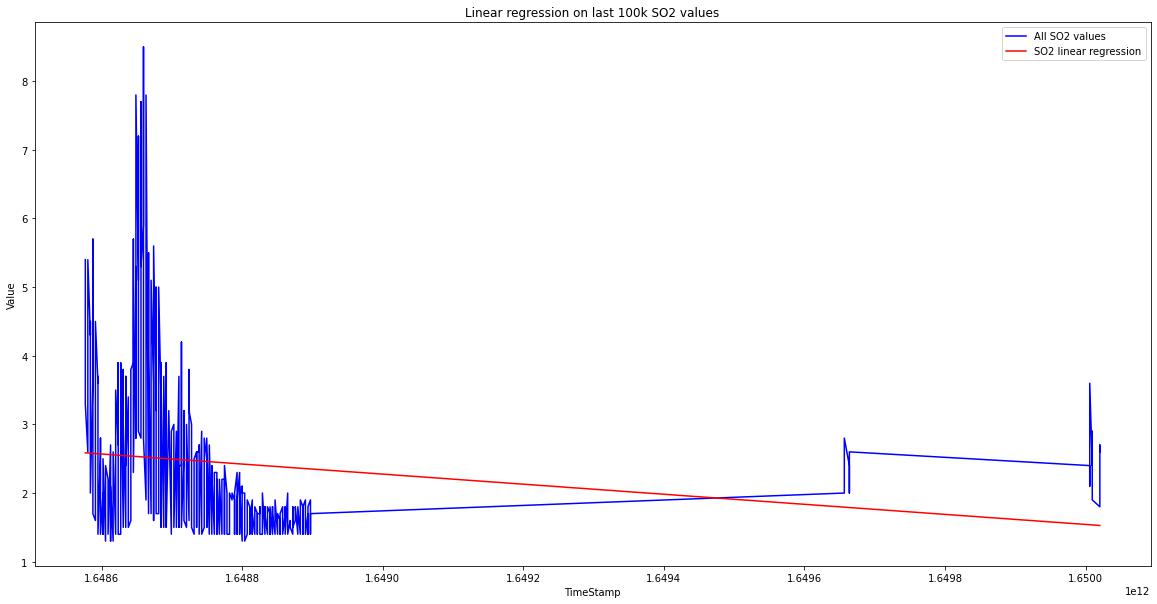 Linear regression on last 100k SO2 values
All SO2 values
SO2 linear regression
8
7
6
5
4
3
2
1
Value
1.6486 1.6488 1.6490 1.6492 1.6494 1.6496 1.6498 1.6500
1e12
TimeStamp